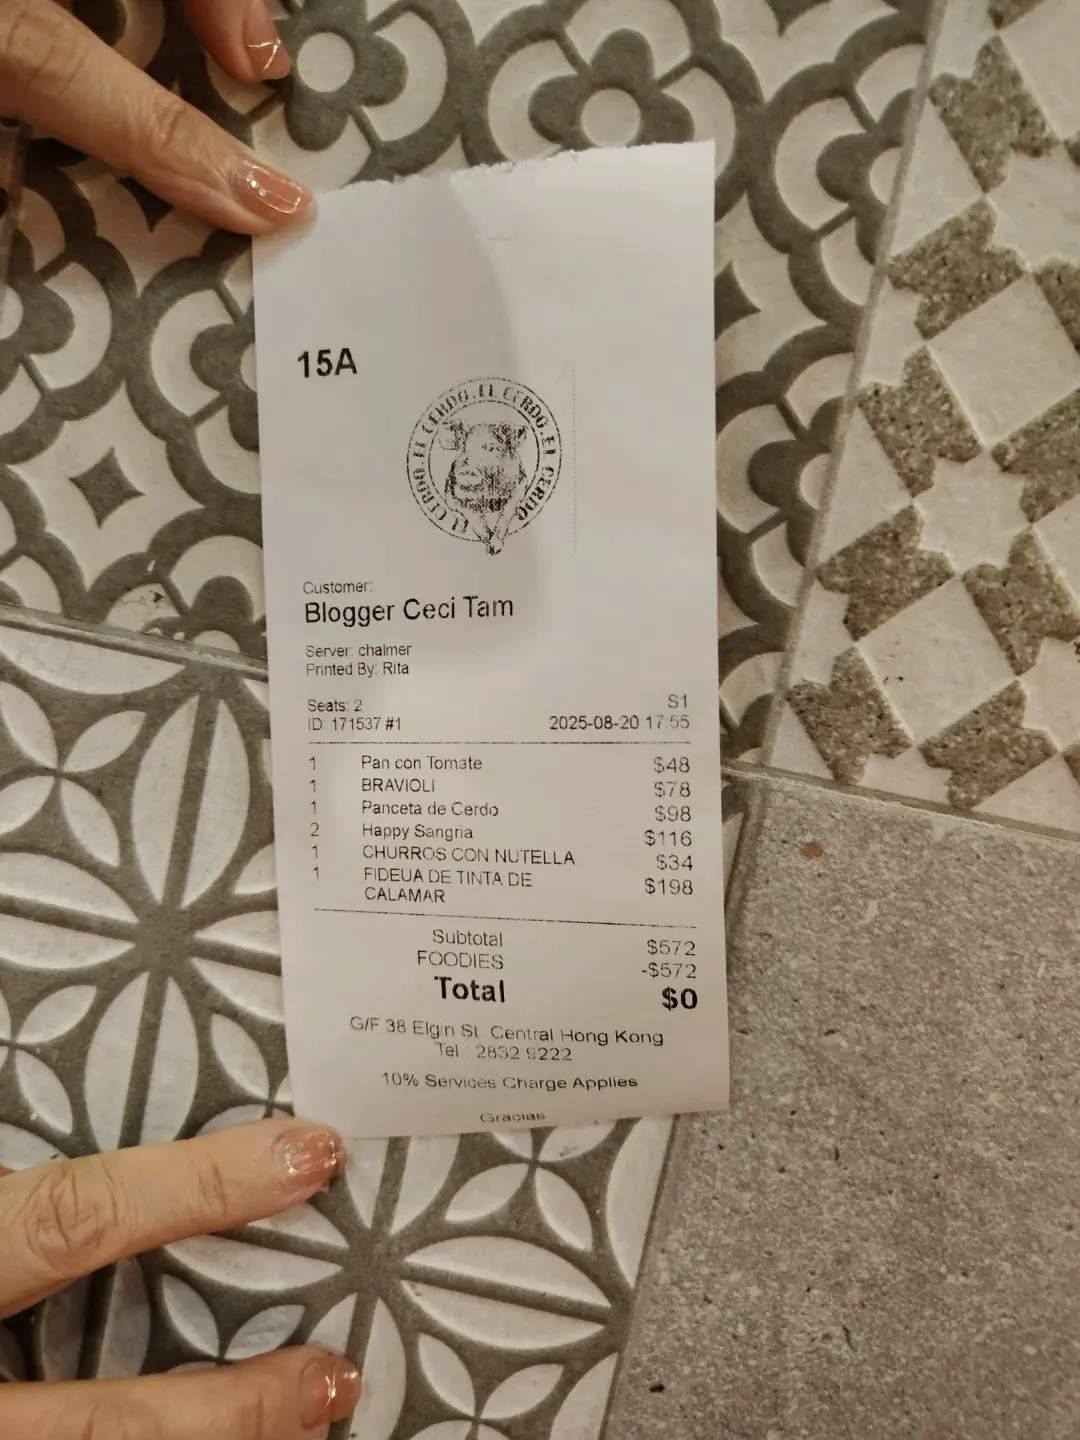 15A
EL CERDO. EL CERDO. EL CERDO. EL CERDO.
Customer:
Blogger Ceci Tam
Server: chalmer
Printed By: Rita
Seats: 2 S1
ID: 171537 #1 2025-08-20 17:55
1 Pan con Tomate $48
1 BRAVIOLI $78
1 Panceta de Cerdo $98
2 Happy Sangria $116
1 CHURROS CON NUTELLA $34
1 FIDEUA DE TINTA DE $198
CALAMAR
Subtotal $572
FOODIES -$572
Total $0
G/F 38 Elgin St. Central Hong Kong
Tel : 2832 9222
10% Services Charge Applies
Gracias